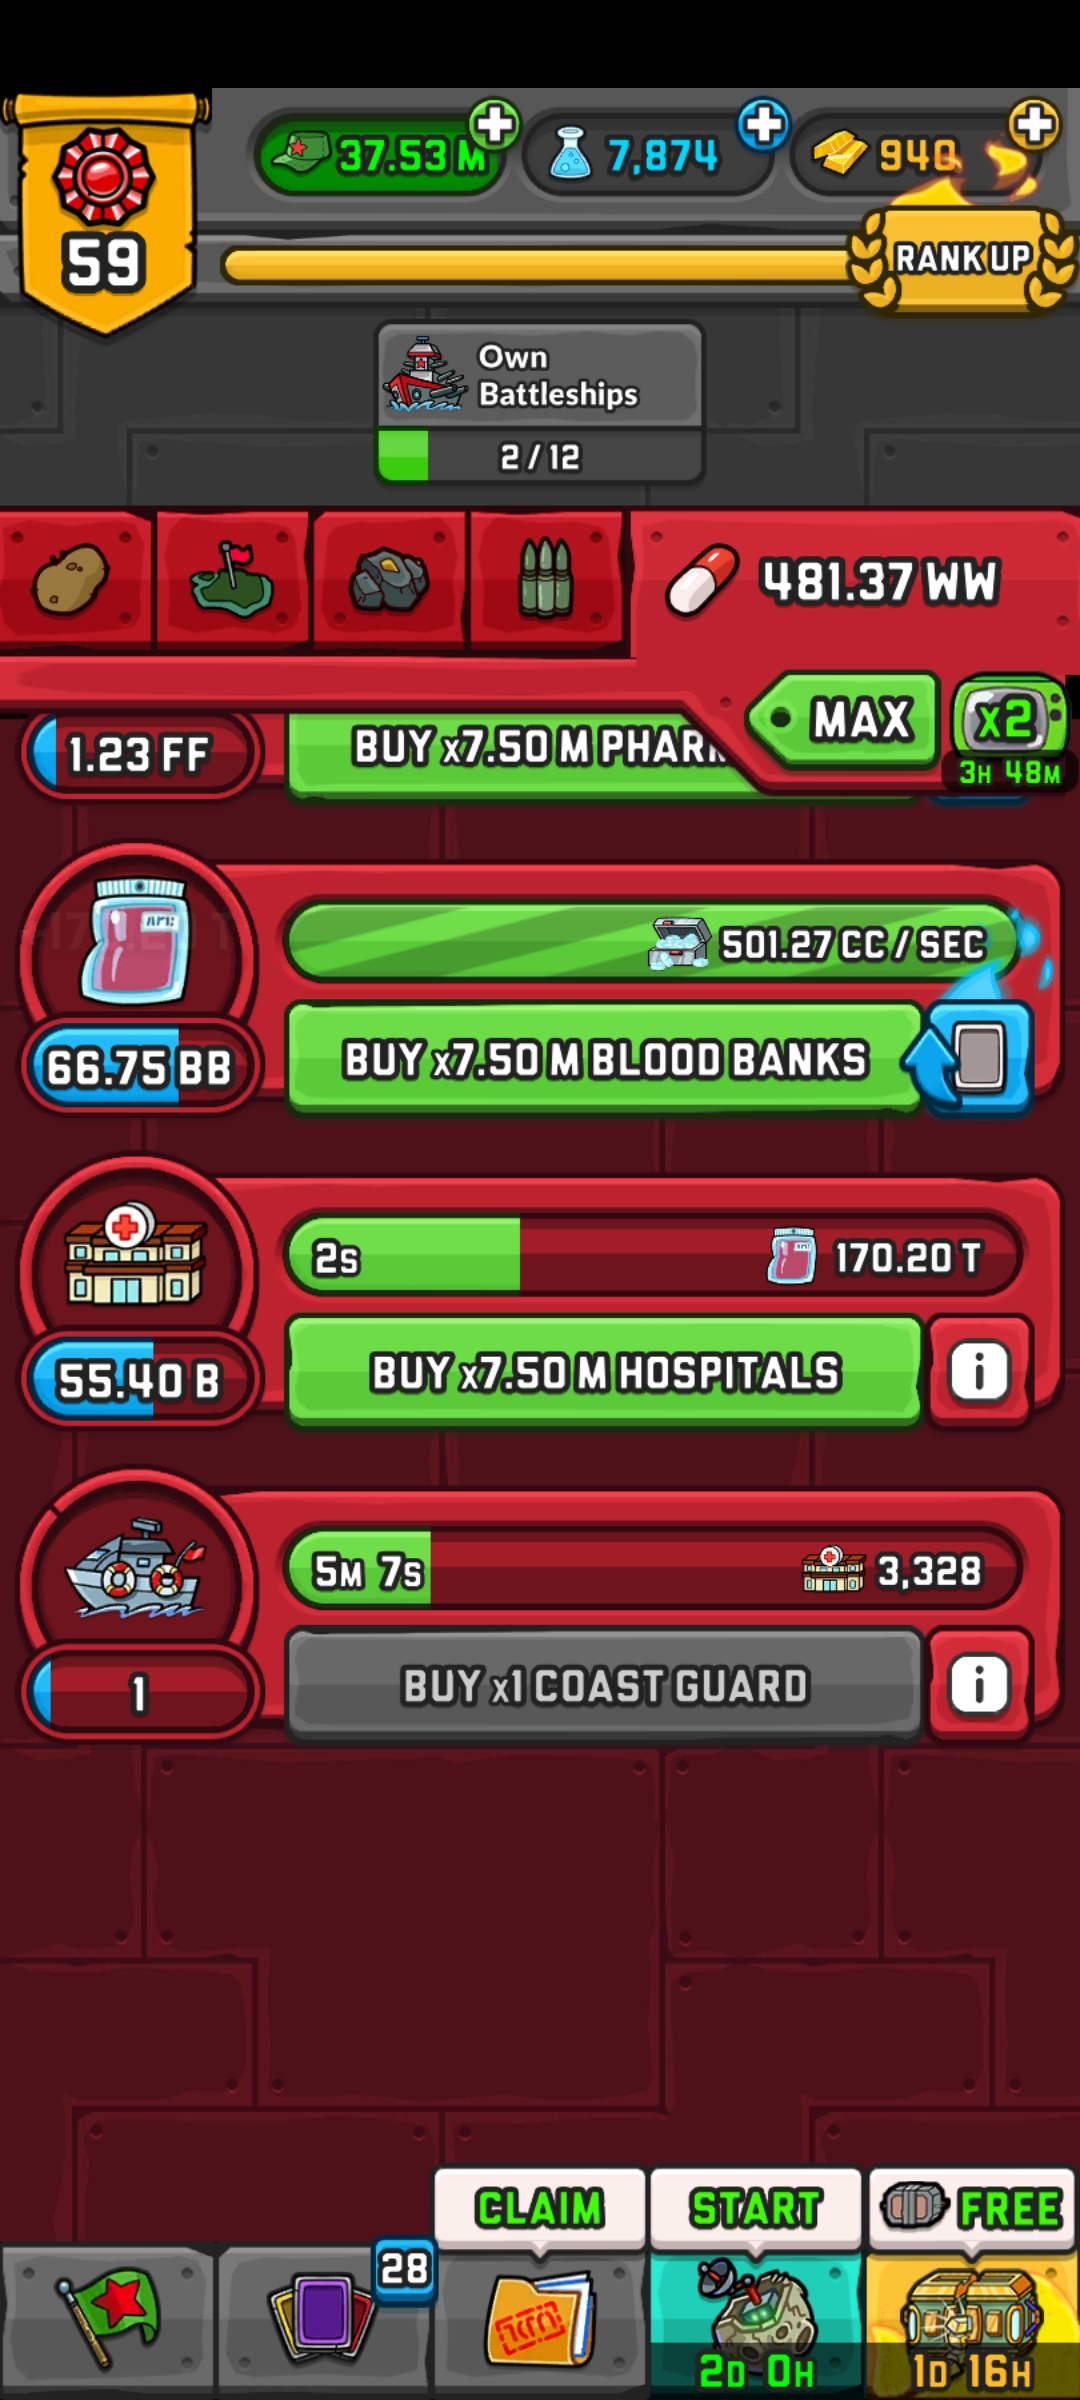 37.53 M
7,874
940
59
RANK UP
Own
Battleships
2 / 12
481.37 WW
MAX
x2
3H 48M
1.23 FF
BUY x7.50 M PHARM
501.27 CC / SEC
66.75 BB
BUY x7.50 M BLOOD BANKS
2S
170.20 T
55.40 B
BUY x7.50 M HOSPITALS
i
5M 7S
3,328
1
BUY x1 COAST GUARD
i
CLAIM
START
FREE
28
2D 0H
1D 16H